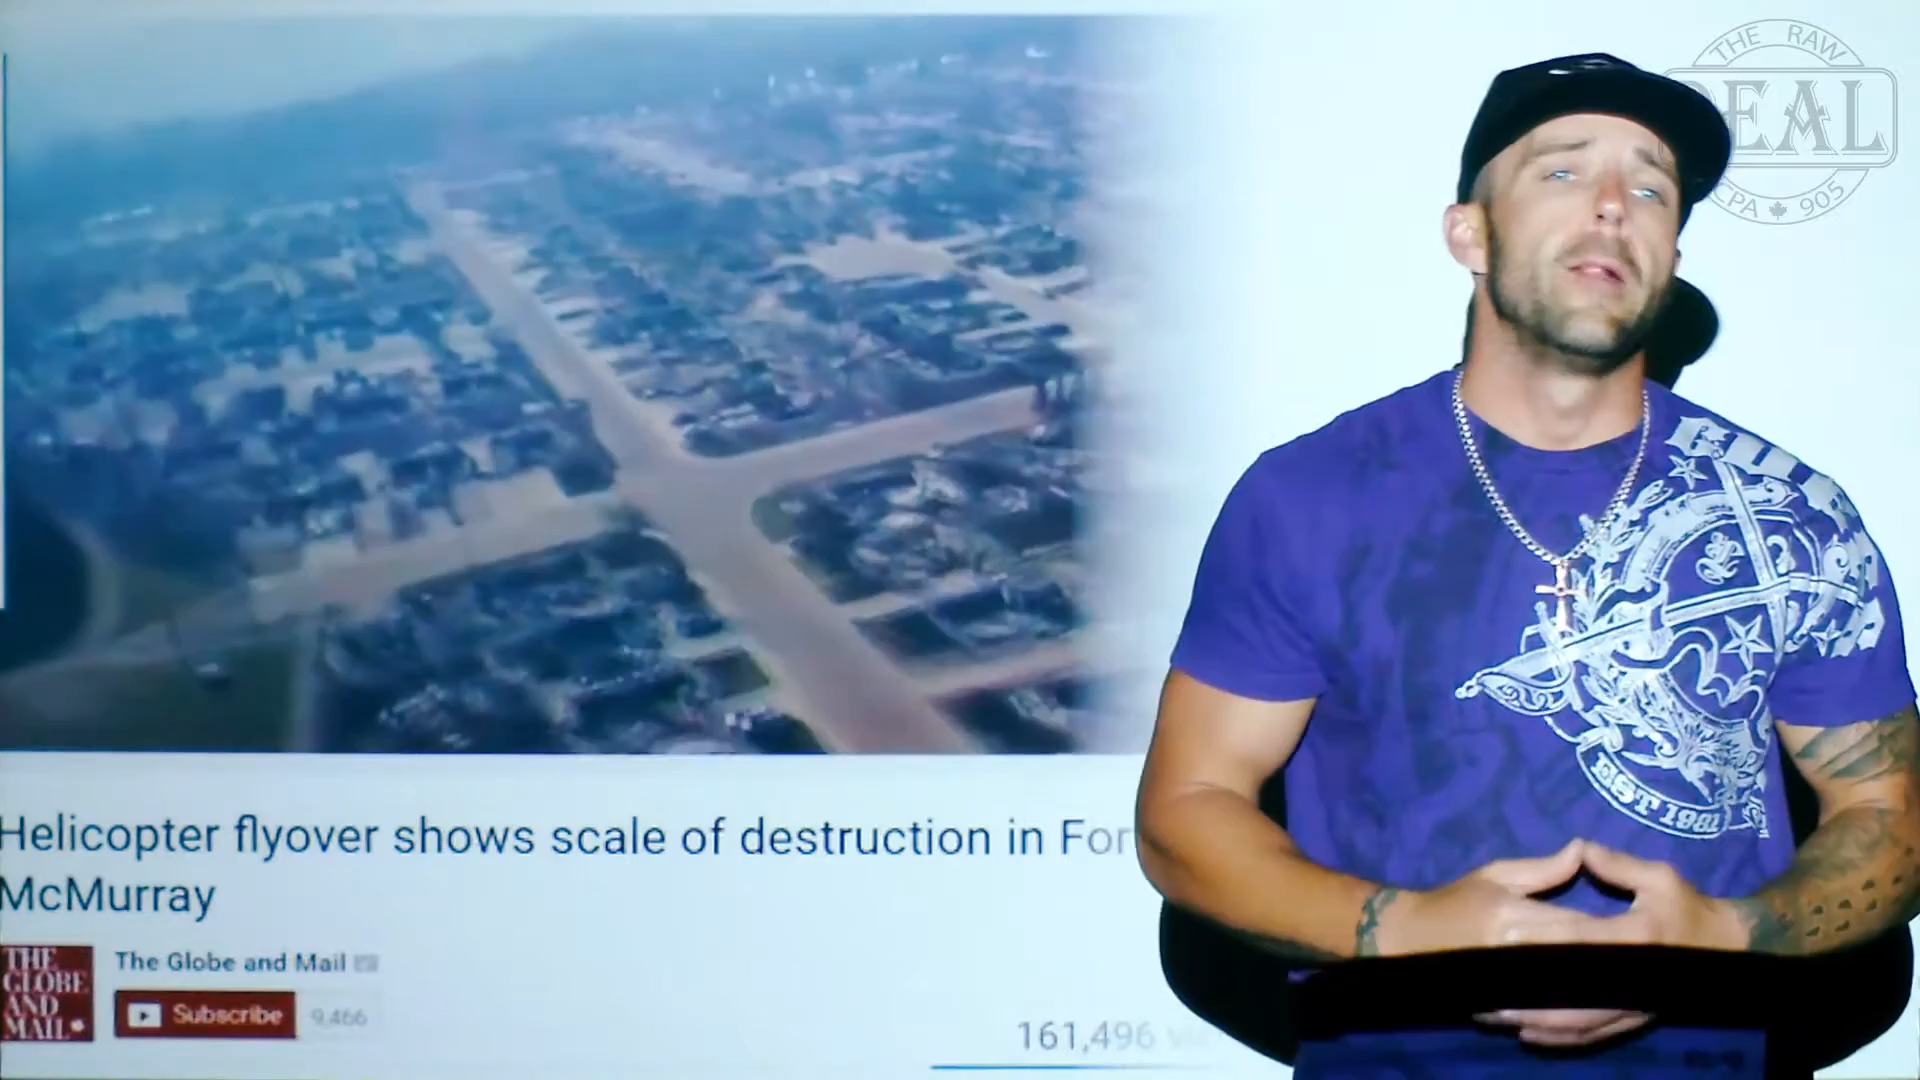 THE RAW
REAL
CPA 905
Helicopter flyover shows scale of destruction in For
McMurray
THE
GLOBE
AND
MAIL
The Globe and Mail
Subscribe
9,466
161,496
EST 1981